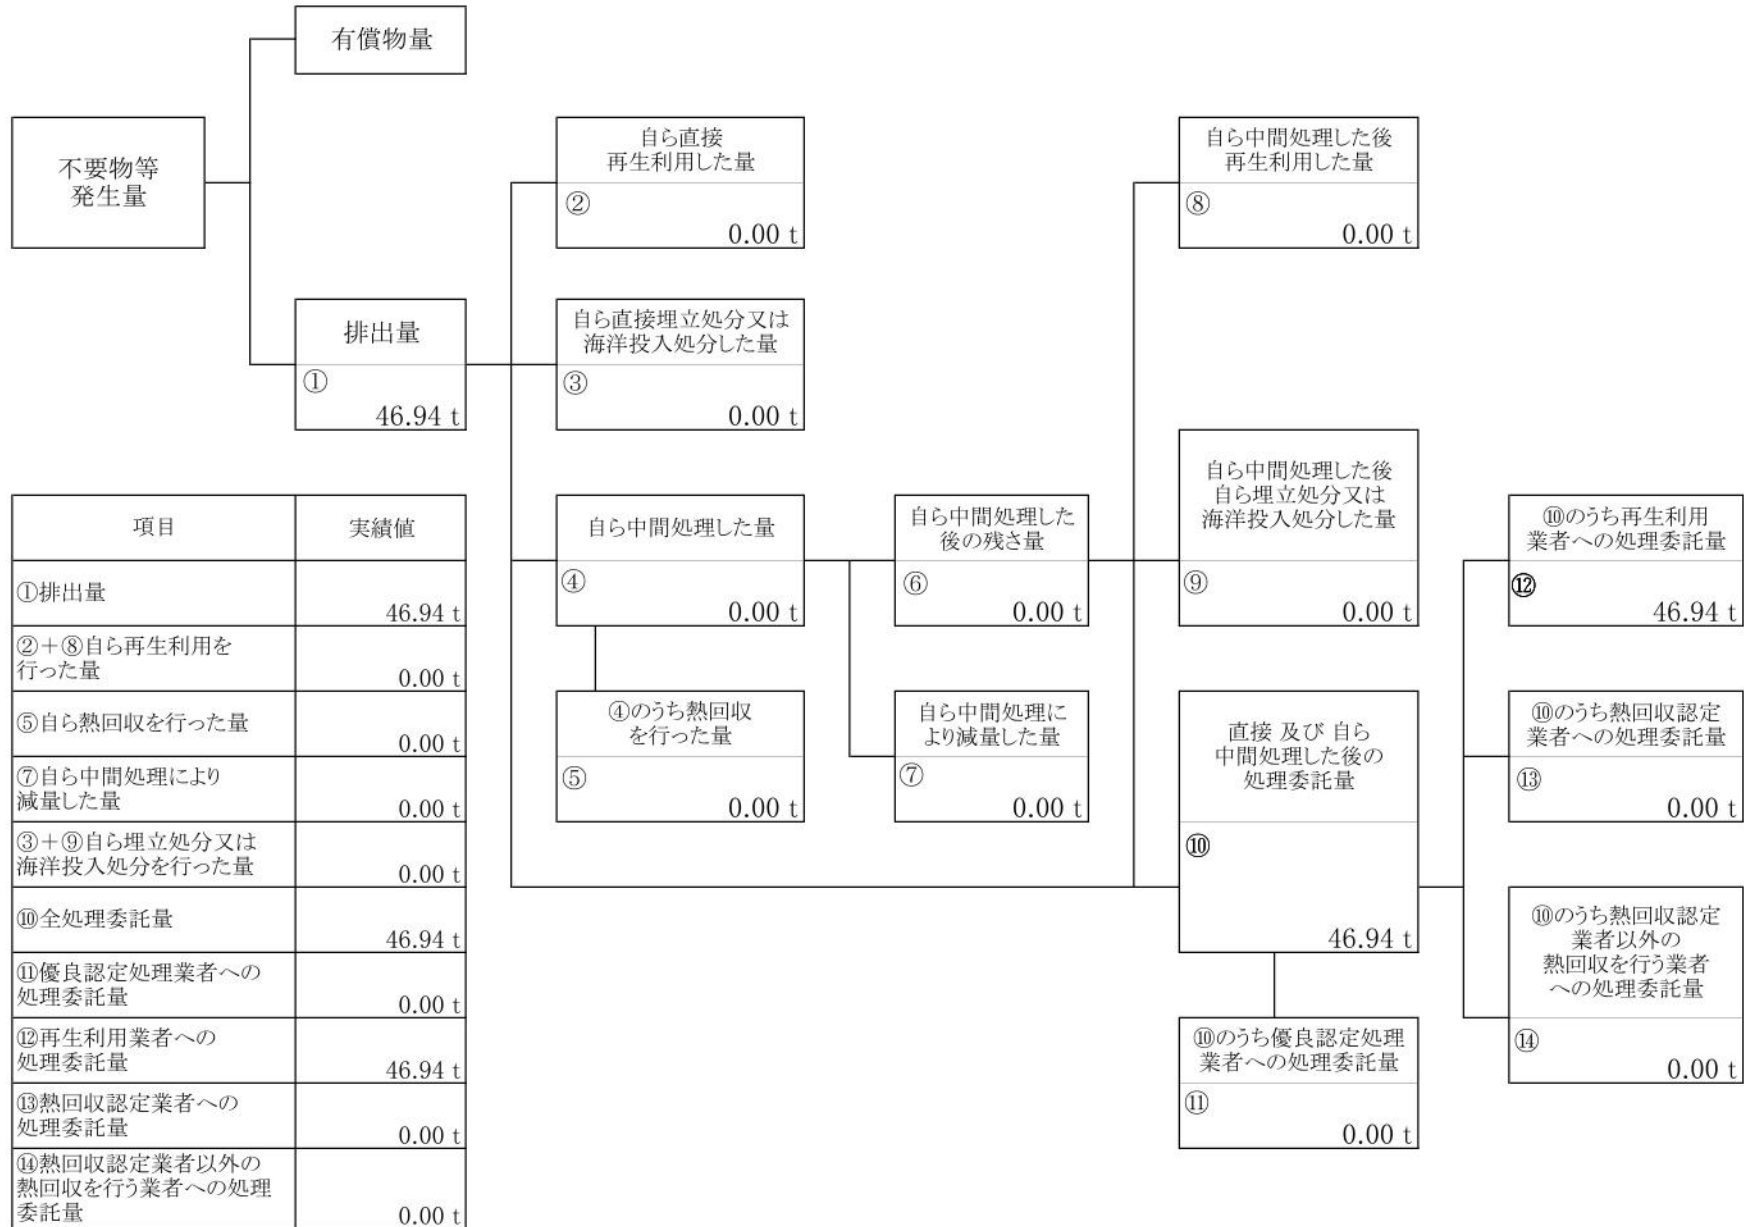 有償物量
不要物等
発生量
自ら直接
再生利用した量
②
0.00 t
自ら中間処理した後
再生利用した量
⑧
0.00 t
排出量
①
46.94 t
自ら直接埋立処分又は
海洋投入処分した量
③
0.00 t
自ら中間処理した量
④
0.00 t
自ら中間処理した
後の残さ量
⑥
0.00 t
自ら中間処理した後
自ら埋立処分又は
海洋投入処分した量
⑨
0.00 t
⑩のうち再生利用
業者への処理委託量
⑫
46.94 t
④のうち熱回収
を行った量
⑤
0.00 t
自ら中間処理に
より減量した量
⑦
0.00 t
直接 及び 自ら
中間処理した後の
処理委託量
⑩
46.94 t
⑩のうち熱回収認定
業者への処理委託量
⑬
0.00 t
⑩のうち熱回収認定
業者以外の
熱回収を行う業者
への処理委託量
⑭
0.00 t
⑩のうち優良認定処理
業者への処理委託量
⑪
0.00 t
項目 実績値
①排出量
46.94 t
②+⑧自ら再生利用を
行った量
0.00 t
⑤自ら熱回収を行った量
0.00 t
⑦自ら中間処理により
減量した量
0.00 t
③+⑨自ら埋立処分又は
海洋投入処分を行った量
0.00 t
⑩全処理委託量
46.94 t
⑪優良認定処理業者への
処理委託量
0.00 t
⑫再生利用業者への
処理委託量
46.94 t
⑬熱回収認定業者への
処理委託量
0.00 t
⑭熱回収認定業者以外の
熱回収を行う業者への処理
委託量
0.00 t